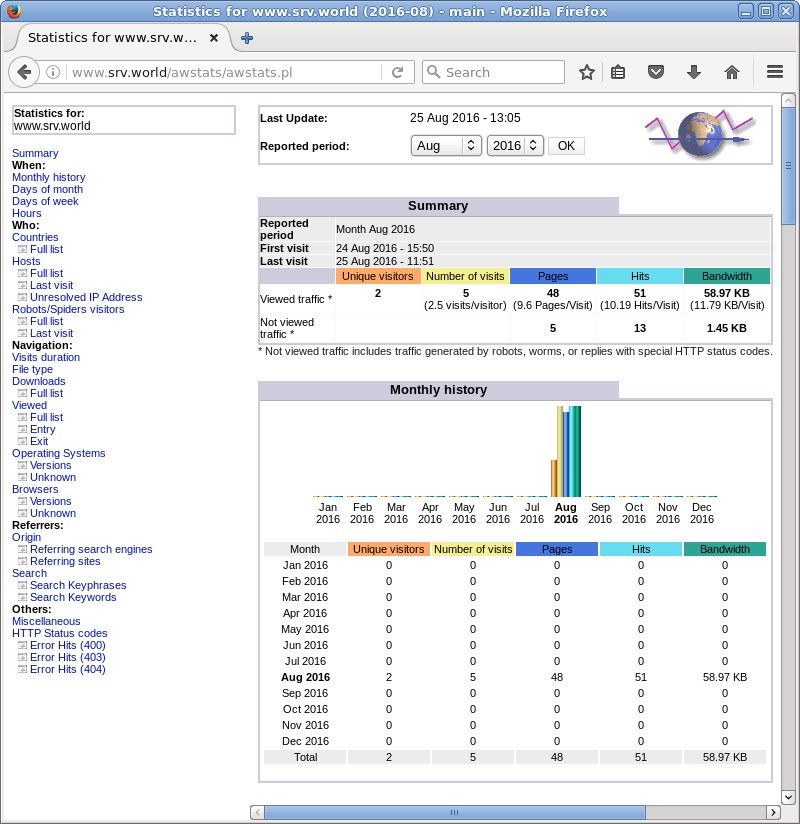 Statistics for www.srv.world (2016-08) - main - Mozilla Firefox
Statistics for www.srv.w...
www.srv.world/awstats/awstats.pl
Search
Statistics for:
www.srv.world
Summary
When:
Monthly history
Days of month
Days of week
Hours
Who:
Countries
Full list
Hosts
Full list
Last visit
Unresolved IP Address
Robots/Spiders visitors
Full list
Last visit
Navigation:
Visits duration
File type
Downloads
Full list
Viewed
Full list
Entry
Exit
Operating Systems
Versions
Unknown
Browsers
Versions
Unknown
Referrers:
Origin
Referring search engines
Referring sites
Search
Search Keyphrases
Search Keywords
Others:
Miscellaneous
HTTP Status codes
Error Hits (400)
Error Hits (403)
Error Hits (404)
Last Update: 25 Aug 2016 - 13:05
Reported period: Aug 2016 OK
Summary
Reported period Month Aug 2016
First visit 24 Aug 2016 - 15:50
Last visit 25 Aug 2016 - 11:51
Unique visitors Number of visits Pages Hits Bandwidth
Viewed traffic * 2 5 (2.5 visits/visitor) 48 (9.6 Pages/Visit) 51 (10.19 Hits/Visit) 58.97 KB (11.79 KB/Visit)
Not viewed traffic * 5 13 1.45 KB
* Not viewed traffic includes traffic generated by robots, worms, or replies with special HTTP status codes.
Monthly history
Jan Feb Mar Apr May Jun Jul Aug Sep Oct Nov Dec
2016 2016 2016 2016 2016 2016 2016 2016 2016 2016 2016 2016
Month Unique visitors Number of visits Pages Hits Bandwidth
Jan 2016 0 0 0 0 0
Feb 2016 0 0 0 0 0
Mar 2016 0 0 0 0 0
Apr 2016 0 0 0 0 0
May 2016 0 0 0 0 0
Jun 2016 0 0 0 0 0
Jul 2016 0 0 0 0 0
Aug 2016 2 5 48 51 58.97 KB
Sep 2016 0 0 0 0 0
Oct 2016 0 0 0 0 0
Nov 2016 0 0 0 0 0
Dec 2016 0 0 0 0 0
Total 2 5 48 51 58.97 KB